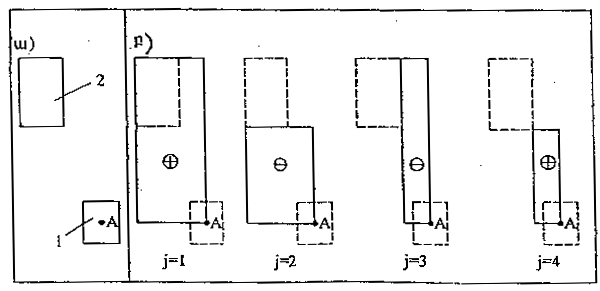 ա) բ)
2
⊕ ⊖ ⊖ ⊕
1 A A A A A
j=1 j=2 j=3 j=4